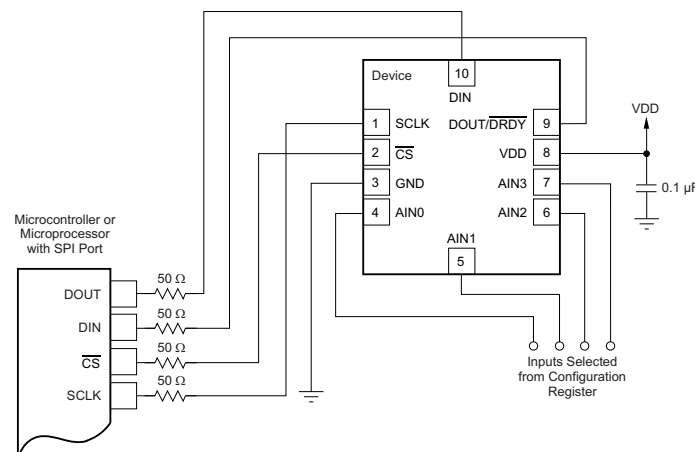 Device
10
DIN
1 SCLK
DOUT/DRDY 9
2 CS
VDD 8
3 GND
AIN3 7
4 AIN0
AIN2 6
AIN1
5
VDD
0.1 µF
Microcontroller or
Microprocessor
with SPI Port
DOUT
50 Ω
DIN
50 Ω
CS
50 Ω
SCLK
50 Ω
Inputs Selected
from Configuration
Register